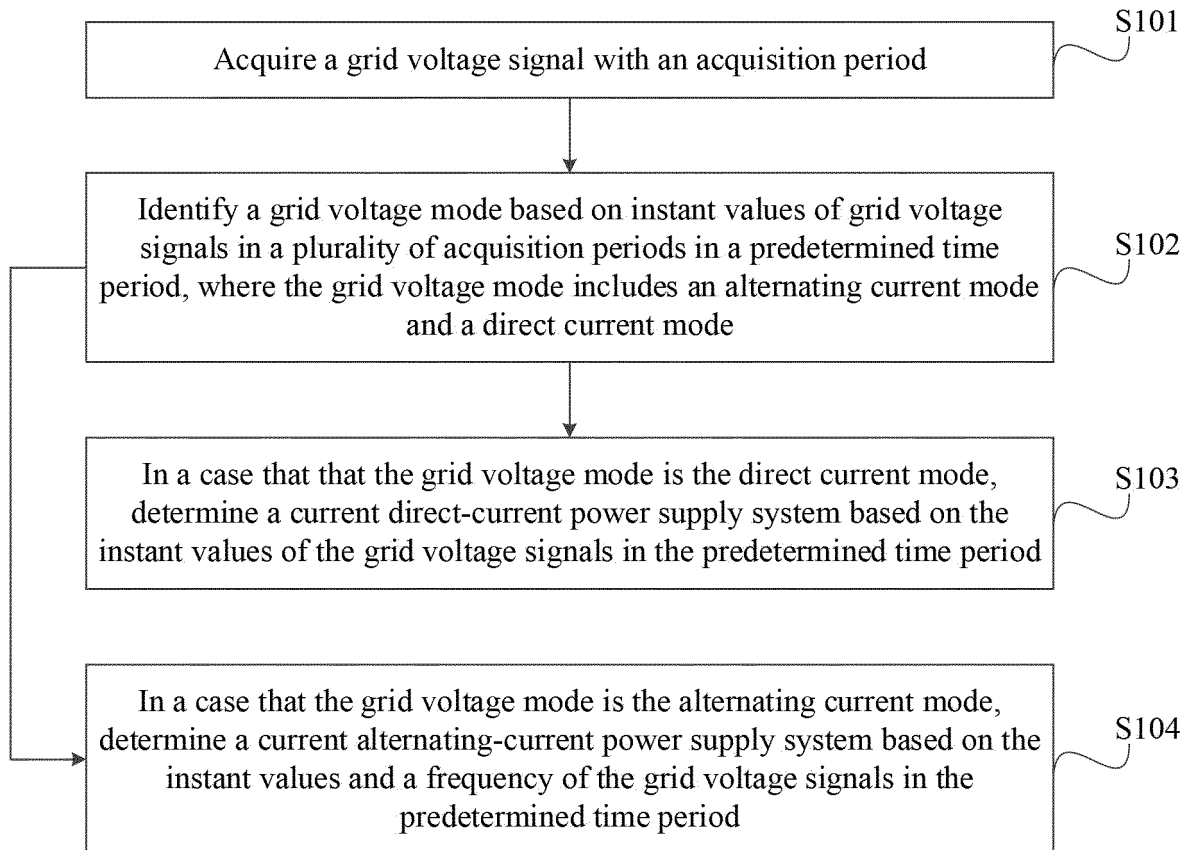 S101
Acquire a grid voltage signal with an acquisition period
Identify a grid voltage mode based on instant values of grid voltage
signals in a plurality of acquisition periods in a predetermined time
period, where the grid voltage mode includes an alternating current mode
and a direct current mode
S102
In a case that that the grid voltage mode is the direct current mode,
determine a current direct-current power supply system based on the
instant values of the grid voltage signals in the predetermined time period
S103
In a case that the grid voltage mode is the alternating current mode,
determine a current alternating-current power supply system based on the
instant values and a frequency of the grid voltage signals in the
predetermined time period
S104